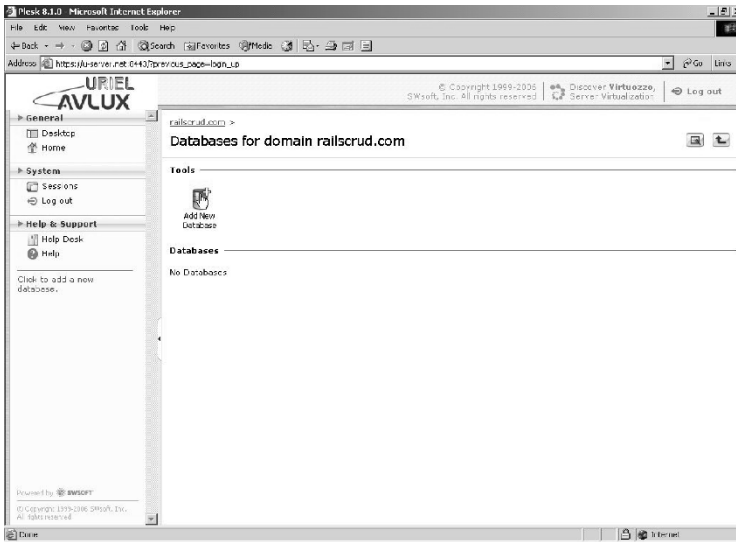 Plesk 8.1.0 - Microsoft Internet Explorer
File Edit View Favorites Tools Help
Back Search Favorites Media
Address https://u-server.net:8443/?previous_page=login_up Go Links
URIEL
AVLUX
© Copyright 1999-2006
SWsoft, Inc. All rights reserved
Discover Virtuozzo,
Server Virtualization
Log out
General
Desktop
Home
System
Sessions
Log out
Help & Support
Help Desk
Help
Click to add a new
database.
railscrud.com >
Databases for domain railscrud.com
Tools
Add New
Database
Databases
No Databases
Powered by SWSOFT
© Copyright 1999-2006 SWsoft, Inc.
All rights reserved
Done
Internet